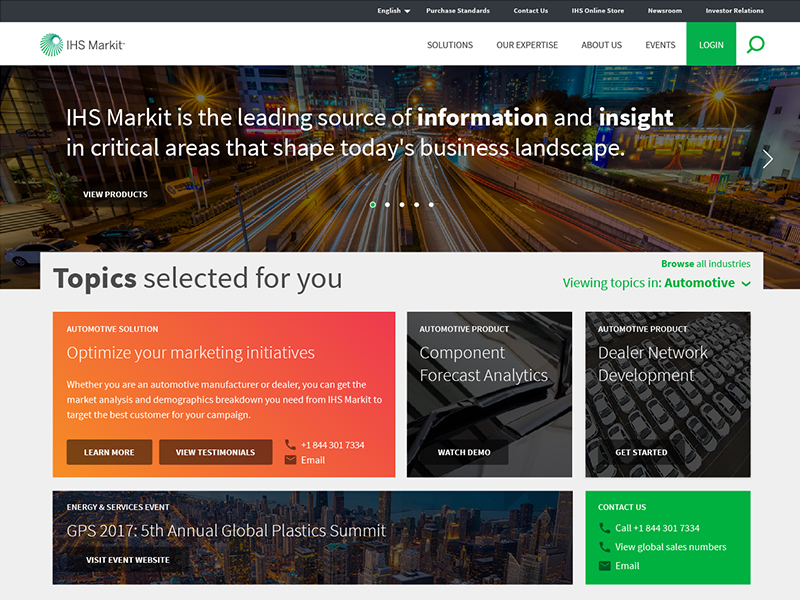 English Purchase Standards Contact Us IHS Online Store Newsroom Investor Relations
IHS Markit
SOLUTIONS OUR EXPERTISE ABOUT US EVENTS LOGIN
IHS Markit is the leading source of information and insight
in critical areas that shape today's business landscape.
VIEW PRODUCTS
Topics selected for you
Browse all industries
Viewing topics in: Automotive
AUTOMOTIVE SOLUTION
Optimize your marketing initiatives
Whether you are an automotive manufacturer or dealer, you can get the
market analysis and demographics breakdown you need from IHS Markit to
target the best customer for your campaign.
LEARN MORE VIEW TESTIMONIALS
+1 844 301 7334
Email
AUTOMOTIVE PRODUCT
Component
Forecast Analytics
WATCH DEMO
AUTOMOTIVE PRODUCT
Dealer Network
Development
GET STARTED
ENERGY & SERVICES EVENT
GPS 2017: 5th Annual Global Plastics Summit
VISIT EVENT WEBSITE
CONTACT US
Call +1 844 301 7334
View global sales numbers
Email